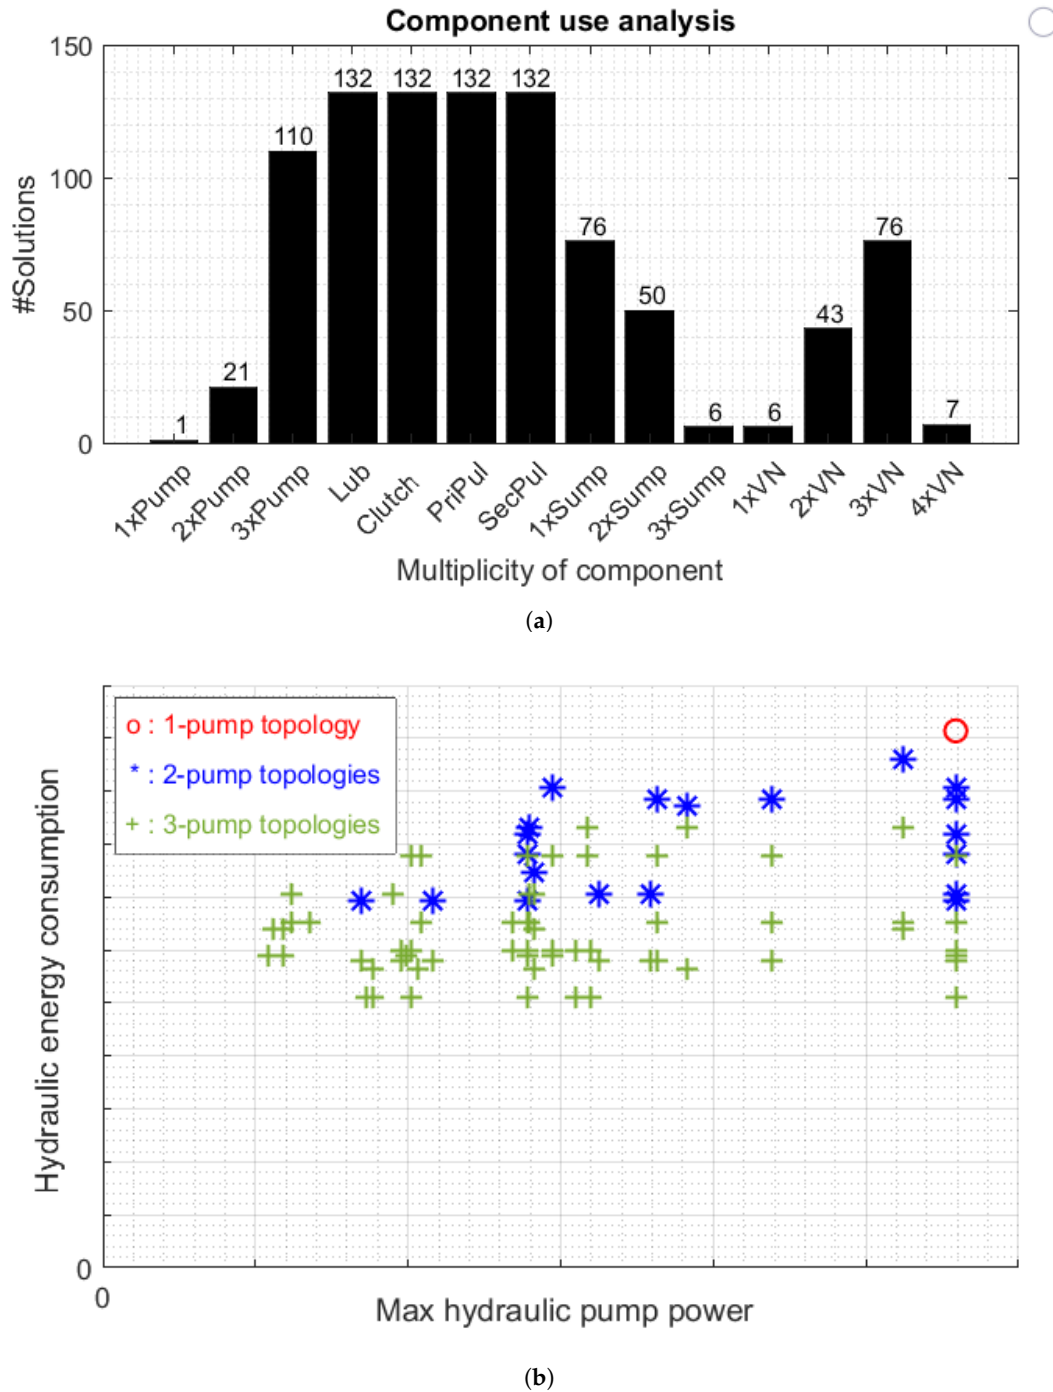 Component use analysis
150
100
50
0
#Solutions
1
21
110
132
132
132
132
76
50
6
6
43
76
7
1xPump
2xPump
3xPump
Lub
Clutch
PriPul
SecPul
1xSump
2xSump
3xSump
1xVN
2xVN
3xVN
4xVN
Multiplicity of component
(a)
o : 1-pump topology
* : 2-pump topologies
+ : 3-pump topologies
Hydraulic energy consumption
0
0
Max hydraulic pump power
(b)